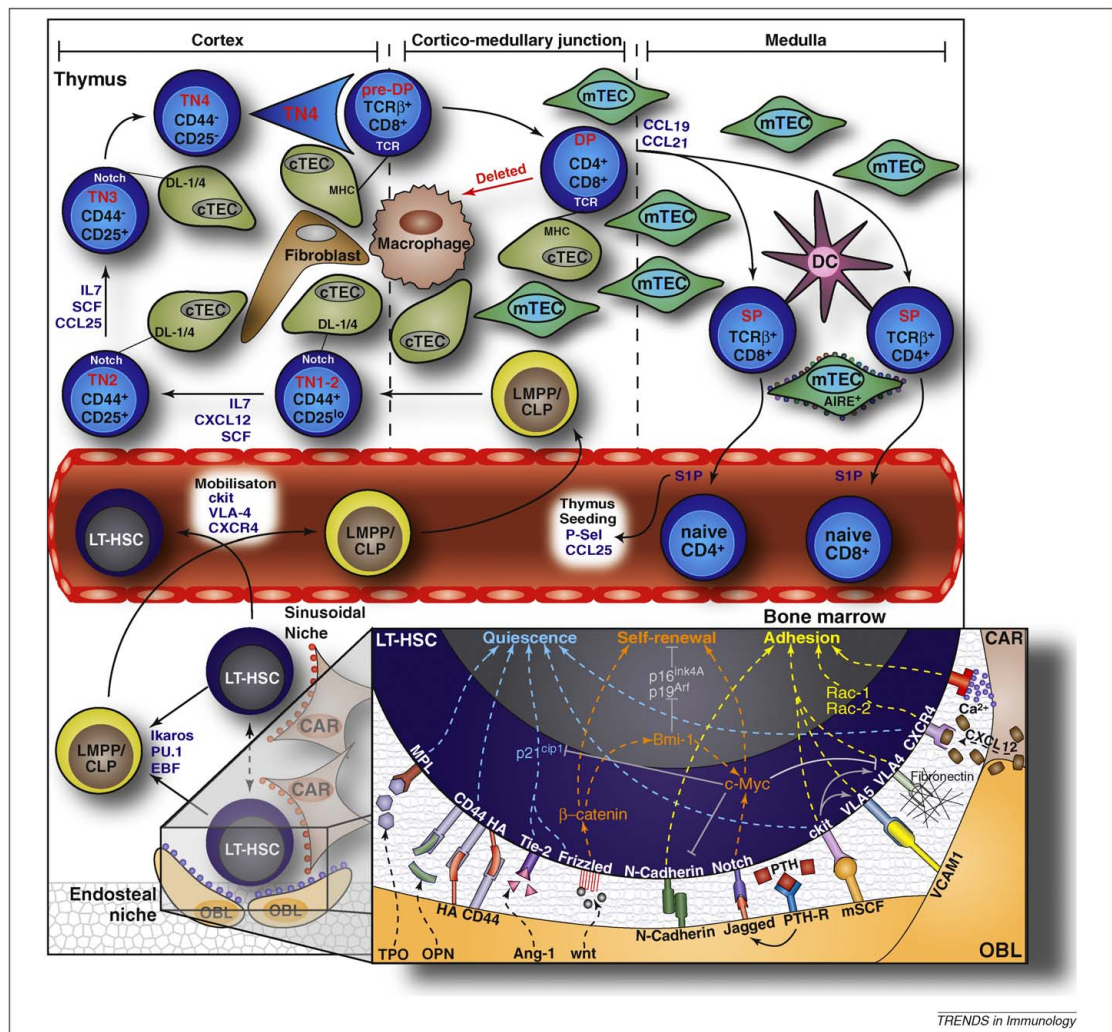 Cortex
Cortico-medullary junction
Medulla
Thymus
TN4
CD44-
CD25-
TN4
pre-DP
TCRβ+
CD8+
TCR
mTEC
CCL19
CCL21
mTEC
mTEC
DP
CD4+
CD8+
TCR
Deleted
Notch
TN3
CD44-
CD25+
DL-1/4
cTEC
cTEC
MHC
Macrophage
Fibroblast
MHC
cTEC
mTEC
mTEC
DC
IL7
SCF
CCL25
cTEC
DL-1/4
cTEC
DL-1/4
cTEC
mTEC
SP
TCRβ+
CD8+
SP
TCRβ+
CD4+
mTEC
AIRE+
Notch
TN2
CD44+
CD25+
IL7
CXCL12
SCF
Notch
TN1-2
CD44+
CD25lo
LMPP/
CLP
LT-HSC
Mobilisaton
ckit
VLA-4
CXCR4
LMPP/
CLP
Thymus
Seeding
P-Sel
CCL25
S1P
S1P
naive
CD4+
naive
CD8+
Sinusoidal
Niche
Bone marrow
LT-HSC
CAR
LMPP/
CLP
Ikaros
PU.1
EBF
CAR
LT-HSC
Endosteal
niche
OBL
OBL
LT-HSC
Quiescence
Self-renewal
Adhesion
CAR
p16ink4A
p19Arf
Rac-1
Rac-2
Ca2+
CXCL12
p21cip1
Bmi-1
c-Myc
β-catenin
MPL
CD44
HA
Tie-2
Frizzled
N-Cadherin
Notch
ckit
VLA5
VLA4
CXCR4
Fibronectin
PTH
HA
CD44
N-Cadherin
Jagged
PTH-R
mSCF
VCAM1
TPO
OPN
Ang-1
wnt
OBL
TRENDS in Immunology